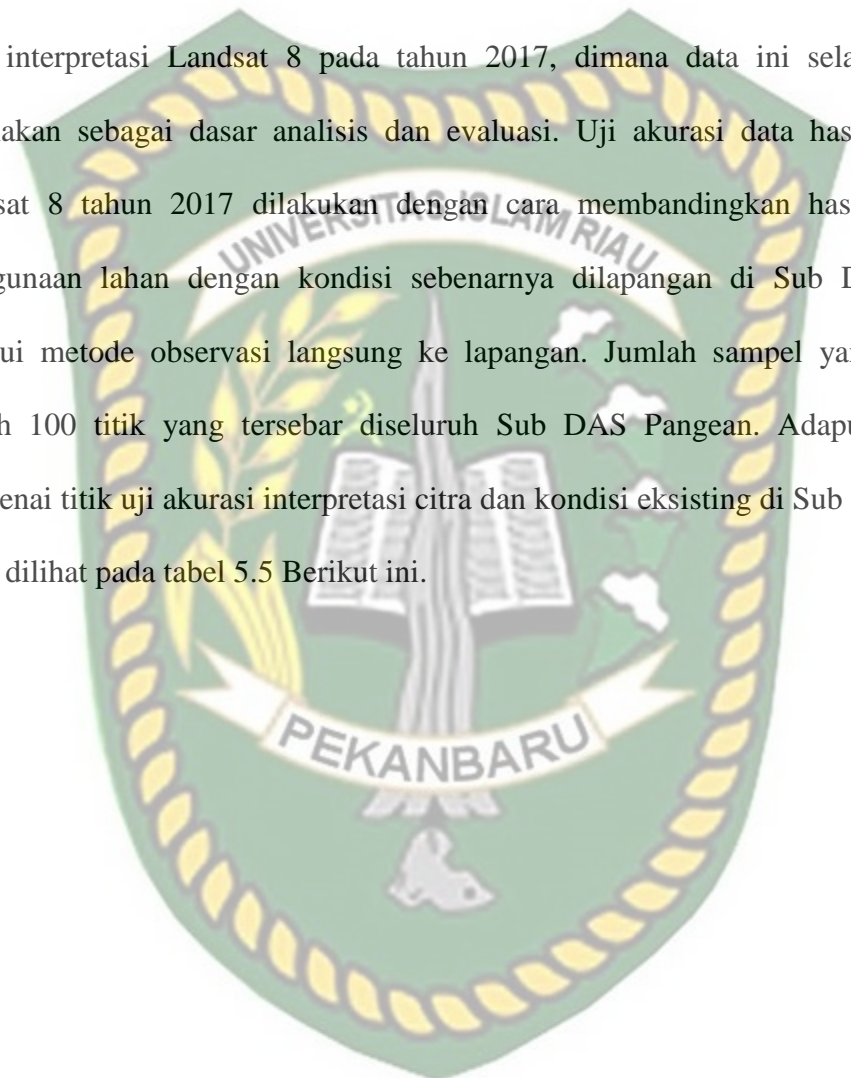 interpretasi Landsat 8 pada tahun 2017, dimana data ini sela
akan sebagai dasar analisis dan evaluasi. Uji akurasi data has
sat 8 tahun 2017 dilakukan dengan cara membandingkan has
gunaan lahan dengan kondisi sebenarnya dilapangan di Sub D
ui metode observasi langsung ke lapangan. Jumlah sampel yan
h 100 titik yang tersebar diseluruh Sub DAS Pangean. Adapu
enai titik uji akurasi interpretasi citra dan kondisi eksisting di Sub
dilihat pada tabel 5.5 Berikut ini.
UNIVERSITAS ISLAM RIAU
PEKANBARU